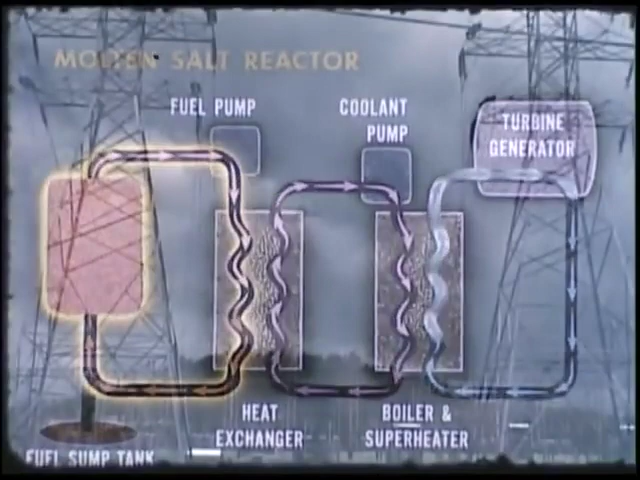 MOLTEN SALT REACTOR
FUEL PUMP
COOLANT
PUMP
TURBINE
GENERATOR
HEAT
EXCHANGER
BOILER &
SUPERHEATER
FUEL SUMP TANK